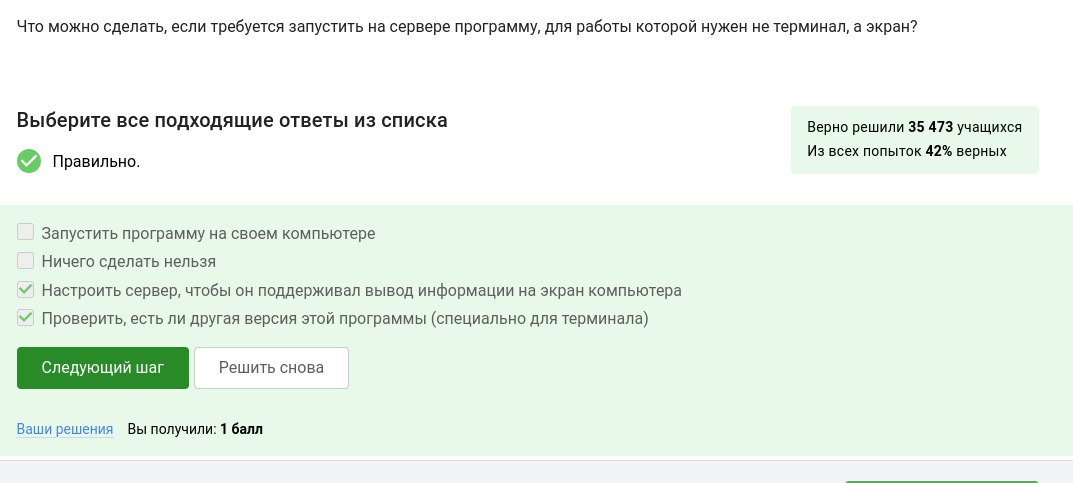 Что можно сделать, если требуется запустить на сервере программу, для работы которой нужен не терминал, а экран?
Выберите все подходящие ответы из списка
Правильно.
Верно решили 35 473 учащихся
Из всех попыток 42% верных
Запустить программу на своем компьютере
Ничего сделать нельзя
Настроить сервер, чтобы он поддерживал вывод информации на экран компьютера
Проверить, есть ли другая версия этой программы (специально для терминала)
Следующий шаг
Решить снова
Ваши решения Вы получили: 1 балл